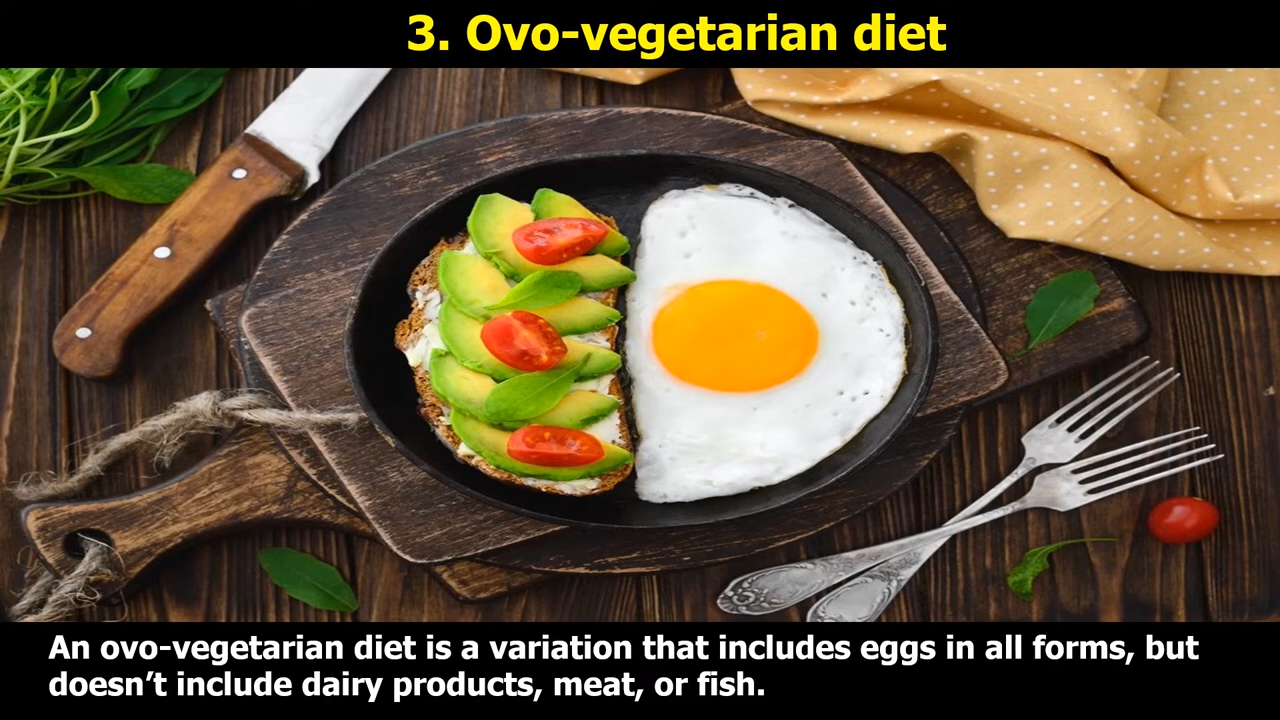 3. Ovo-vegetarian diet
An ovo-vegetarian diet is a variation that includes eggs in all forms, but
doesn’t include dairy products, meat, or fish.